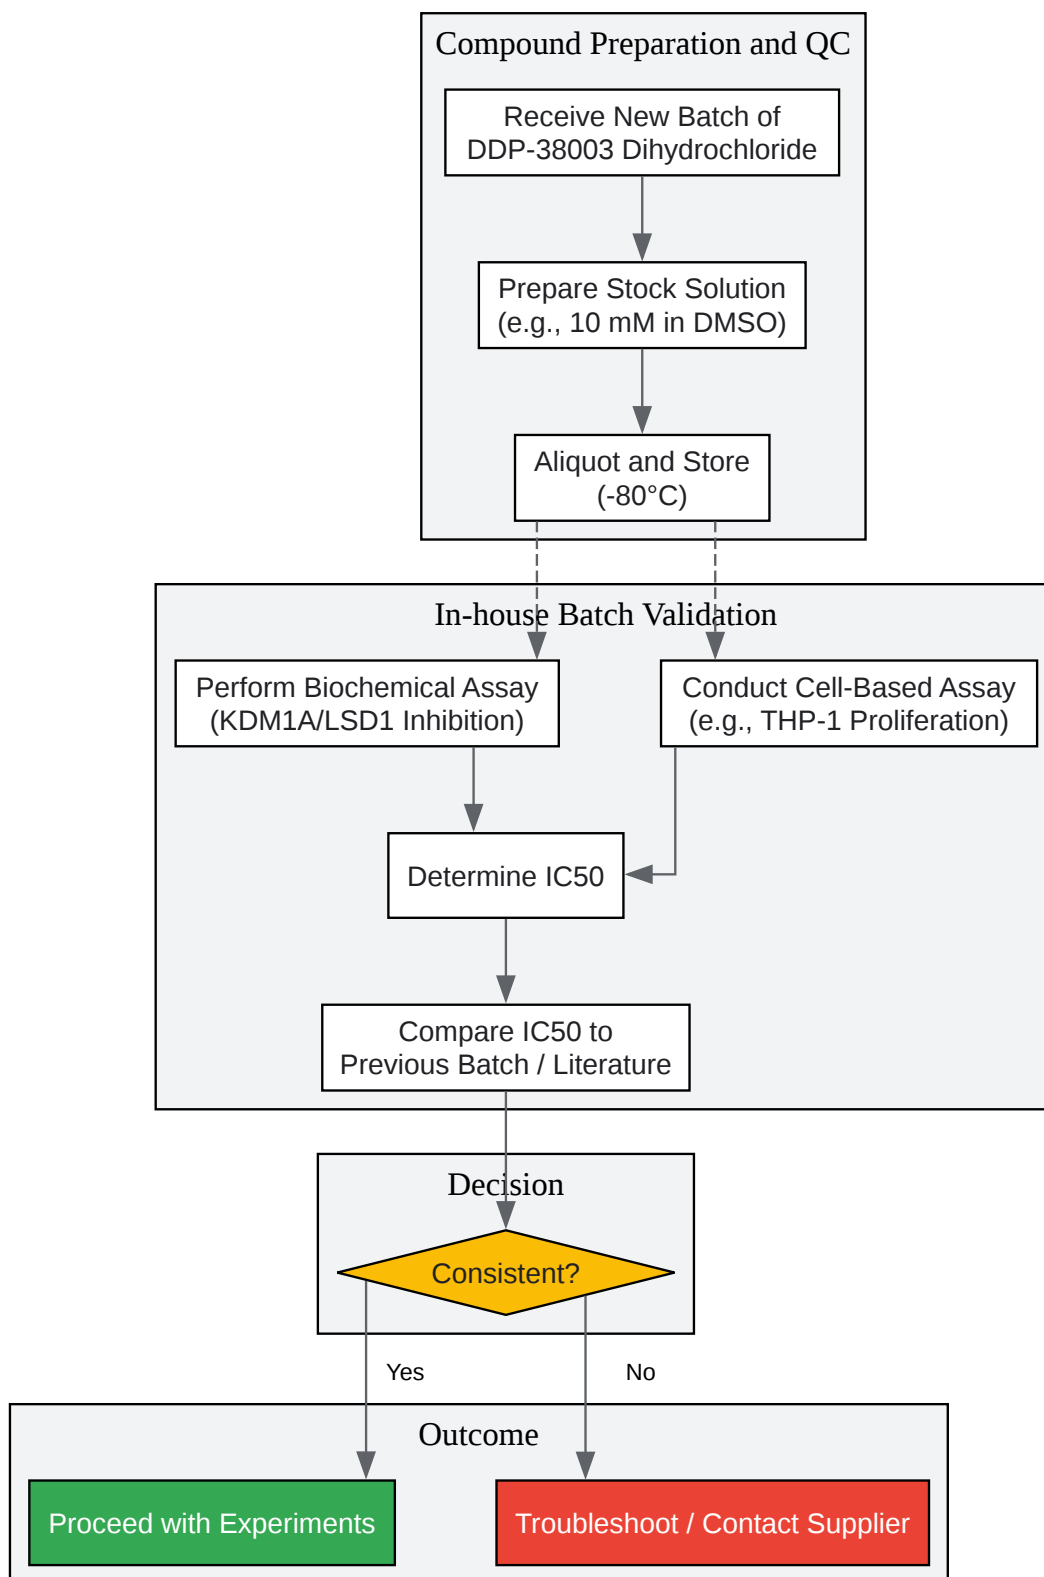 Compound Preparation and QC
Receive New Batch of
DDP-38003 Dihydrochloride
Prepare Stock Solution
(e.g., 10 mM in DMSO)
Aliquot and Store
(-80°C)
In-house Batch Validation
Perform Biochemical Assay
(KDM1A/LSD1 Inhibition)
Conduct Cell-Based Assay
(e.g., THP-1 Proliferation)
Determine IC50
Compare IC50 to
Previous Batch / Literature
Decision
Consistent?
Yes
No
Outcome
Proceed with Experiments
Troubleshoot / Contact Supplier